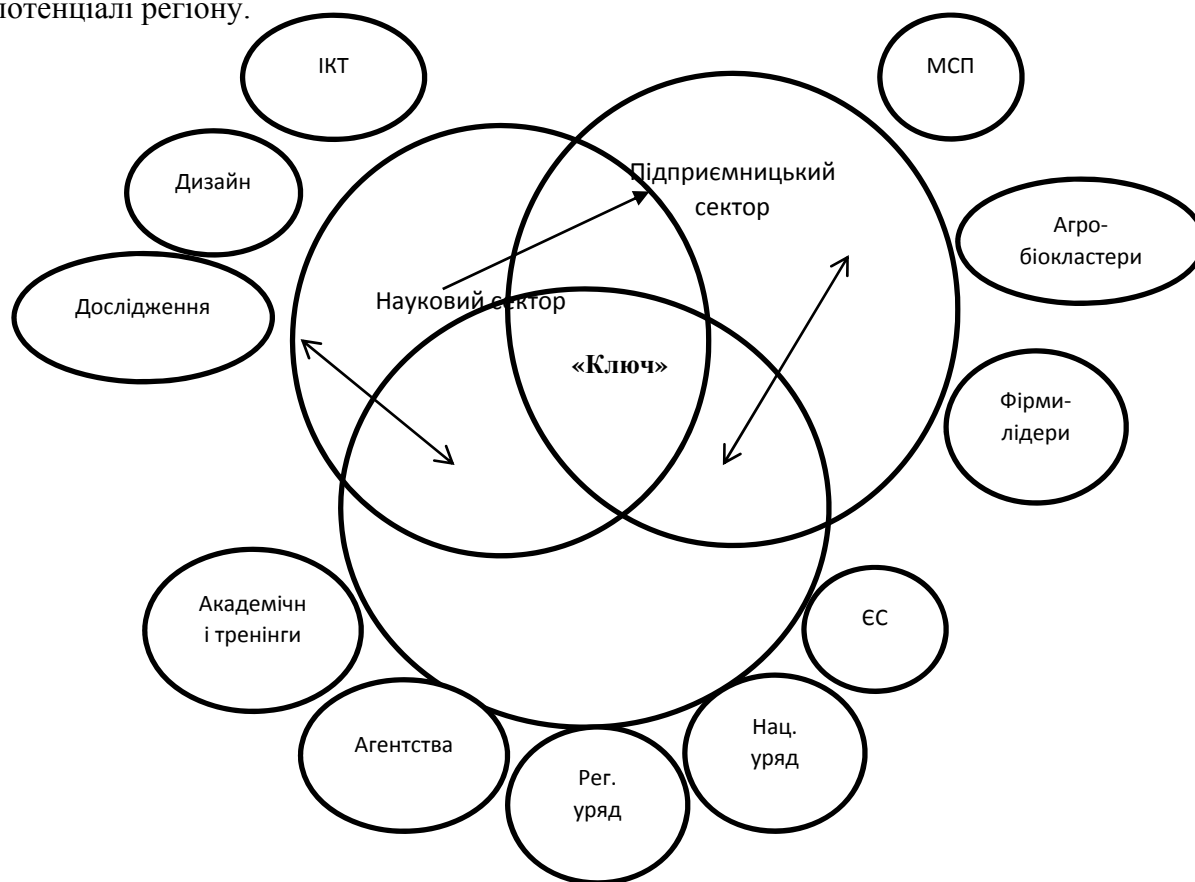 потенціалі регіону.
ІКТ
МСП
Дизайн
Підприємницький
сектор
Агро-
біокластери
Дослідження
Науковий сектор
«Ключ»
Фірми-
лідери
Академічн
і тренінги
ЄС
Агентства
Нац.
уряд
Рег.
уряд